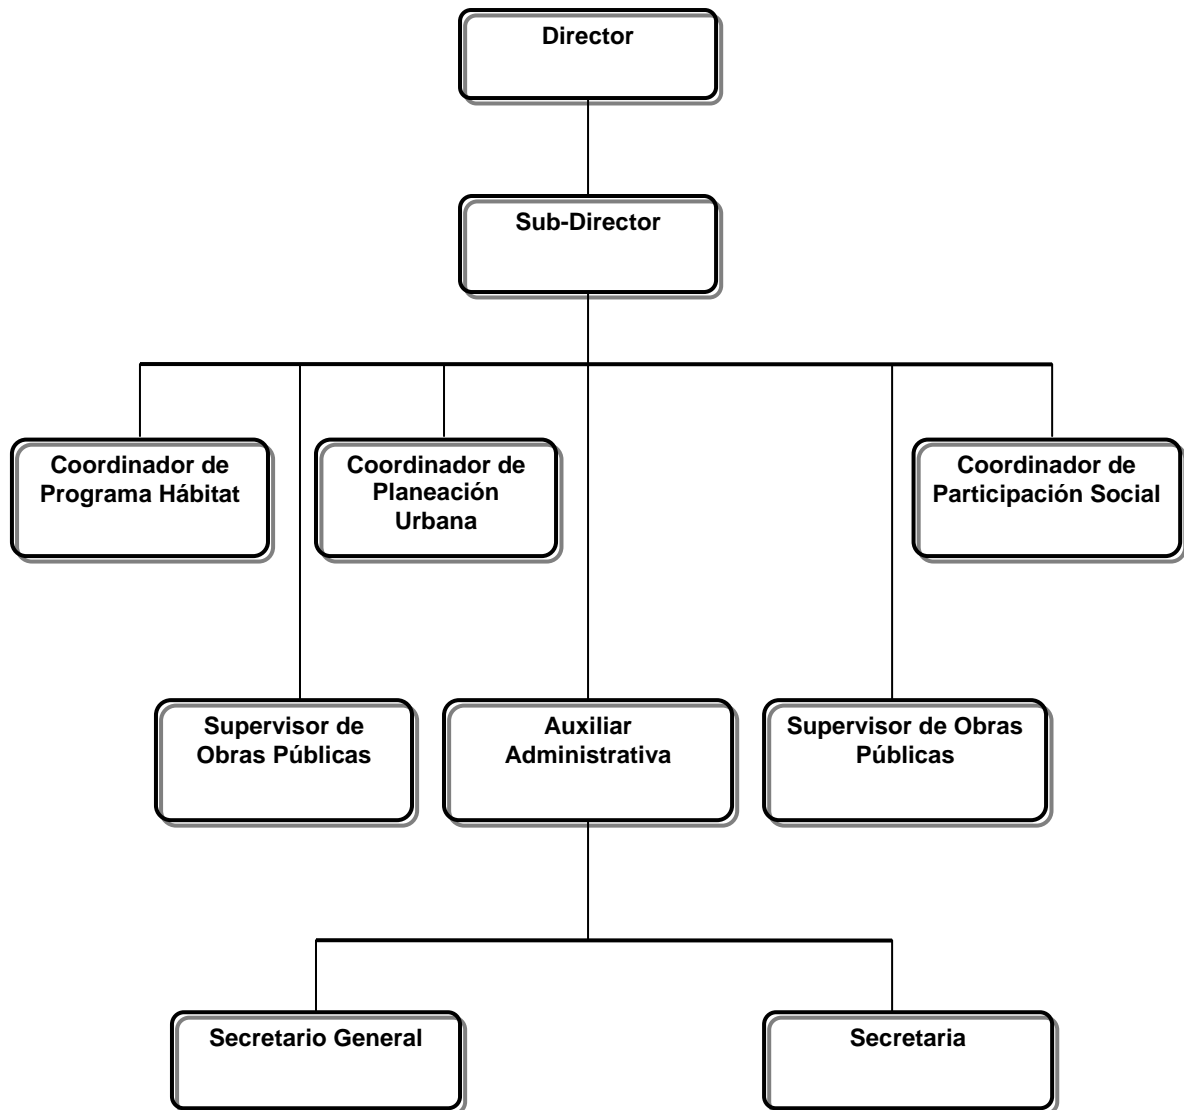 Director
Sub-Director
Coordinador de
Programa Hábitat
Coordinador de
Planeación
Urbana
Coordinador de
Participación Social
Supervisor de
Obras Públicas
Auxiliar
Administrativa
Supervisor de Obras
Públicas
Secretario General
Secretaria